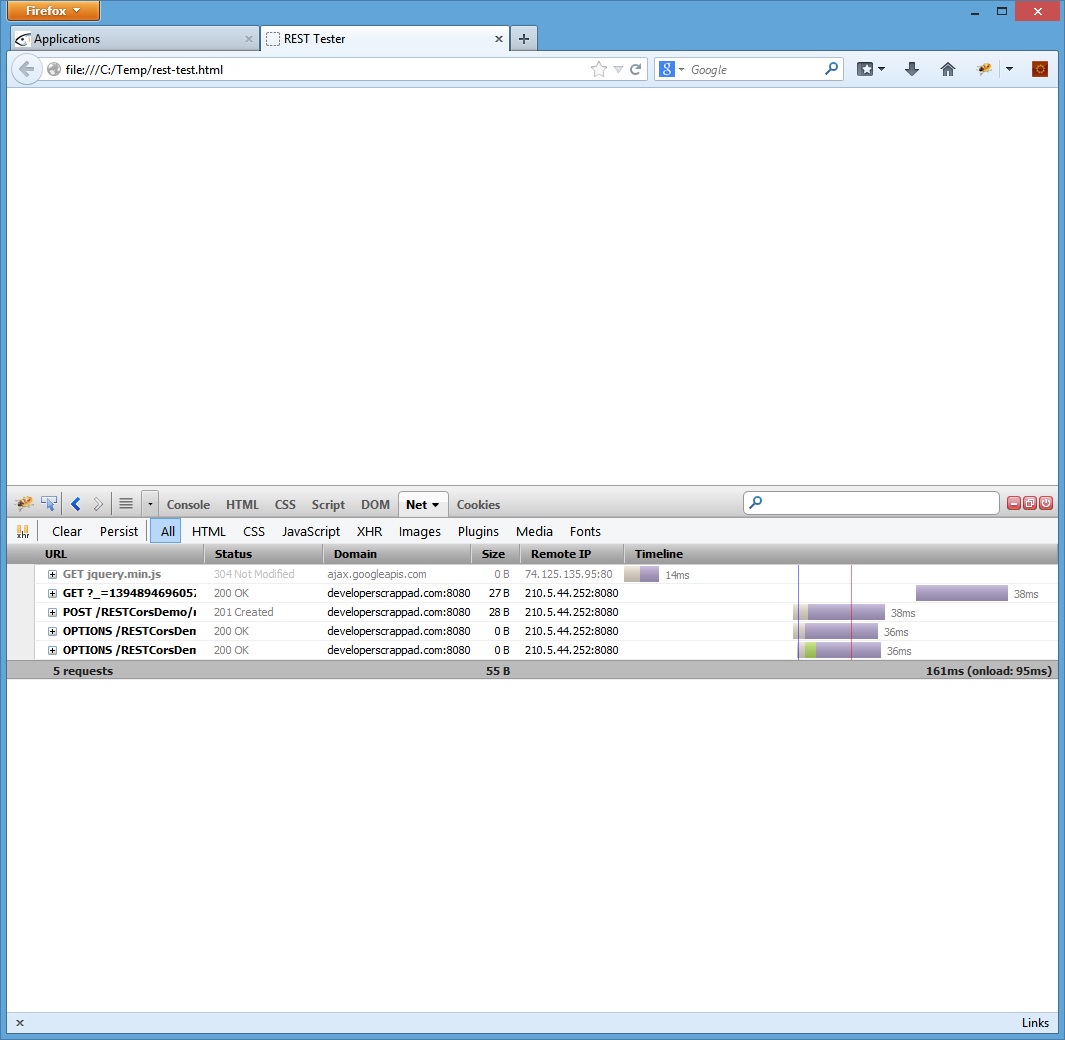 Firefox
Applications
REST Tester
file:///C:/Temp/rest-test.html
Google
Console HTML CSS Script DOM Net Cookies
xhr Clear Persist All HTML CSS JavaScript XHR Images Plugins Media Fonts
URL Status Domain Size Remote IP Timeline
GET jquery.min.js 304 Not Modified ajax.googleapis.com 0 B 74.125.135.95:80 14ms
GET ?_=1394894696057 200 OK developerscrappad.com:8080 27 B 210.5.44.252:8080 38ms
POST /RESTCorsDemo/r 201 Created developerscrappad.com:8080 28 B 210.5.44.252:8080 38ms
OPTIONS /RESTCorsDen 200 OK developerscrappad.com:8080 0 B 210.5.44.252:8080 36ms
OPTIONS /RESTCorsDen 200 OK developerscrappad.com:8080 0 B 210.5.44.252:8080 36ms
5 requests 55 B 161ms (onload: 95ms)
x Links